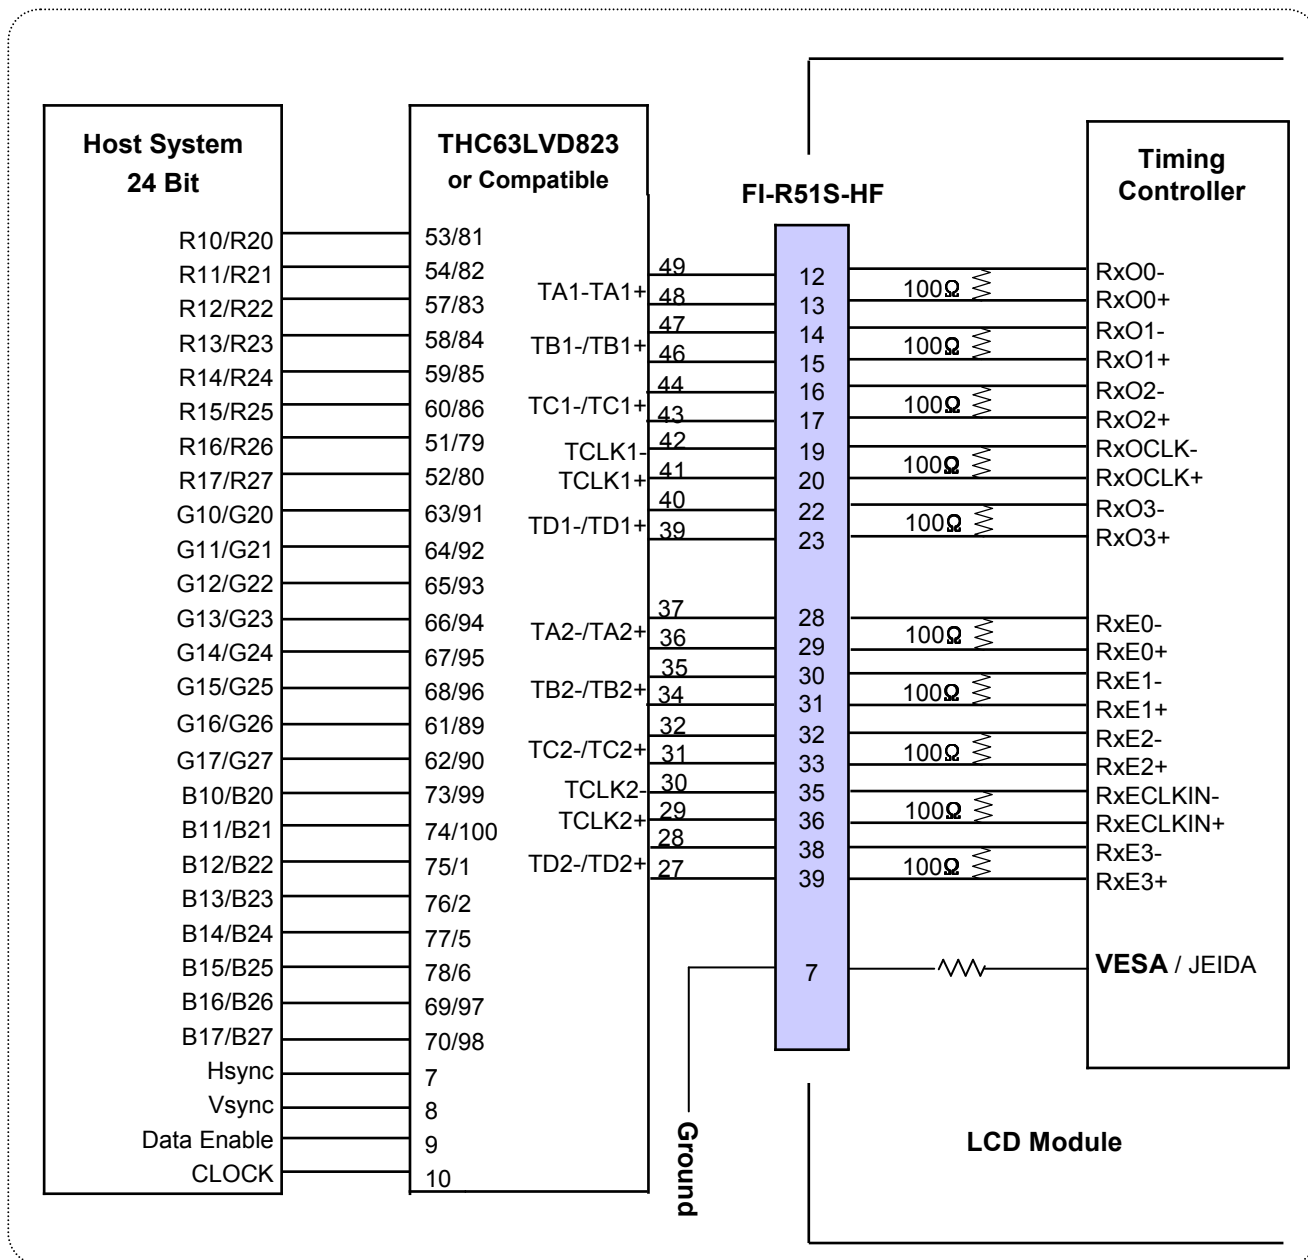 Host System
24 Bit
R10/R20
R11/R21
R12/R22
R13/R23
R14/R24
R15/R25
R16/R26
R17/R27
G10/G20
G11/G21
G12/G22
G13/G23
G14/G24
G15/G25
G16/G26
G17/G27
B10/B20
B11/B21
B12/B22
B13/B23
B14/B24
B15/B25
B16/B26
B17/B27
Hsync
Vsync
Data Enable
CLOCK
THC63LVD823
or Compatible
53/81
54/82
57/83
58/84
59/85
60/86
51/79
52/80
63/91
64/92
65/93
66/94
67/95
68/96
61/89
62/90
73/99
74/100
75/1
76/2
77/5
78/6
69/97
70/98
7
8
9
10
TA1-TA1+
TB1-/TB1+
TC1-/TC1+
TCLK1-
TCLK1+
TD1-/TD1+
TA2-/TA2+
TB2-/TB2+
TC2-/TC2+
TCLK2-
TCLK2+
TD2-/TD2+
49
48
47
46
44
43
42
41
40
39
37
36
35
34
32
31
30
29
28
27
FI-R51S-HF
12
13
14
15
16
17
19
20
22
23
28
29
30
31
32
33
35
36
38
39
7
Ground
100Ω
100Ω
100Ω
100Ω
100Ω
100Ω
100Ω
100Ω
100Ω
100Ω
Timing
Controller
RxO0-
RxO0+
RxO1-
RxO1+
RxO2-
RxO2+
RxOCLK-
RxOCLK+
RxO3-
RxO3+
RxE0-
RxE0+
RxE1-
RxE1+
RxE2-
RxE2+
RxECLKIN-
RxECLKIN+
RxE3-
RxE3+
VESA / JEIDA
LCD Module